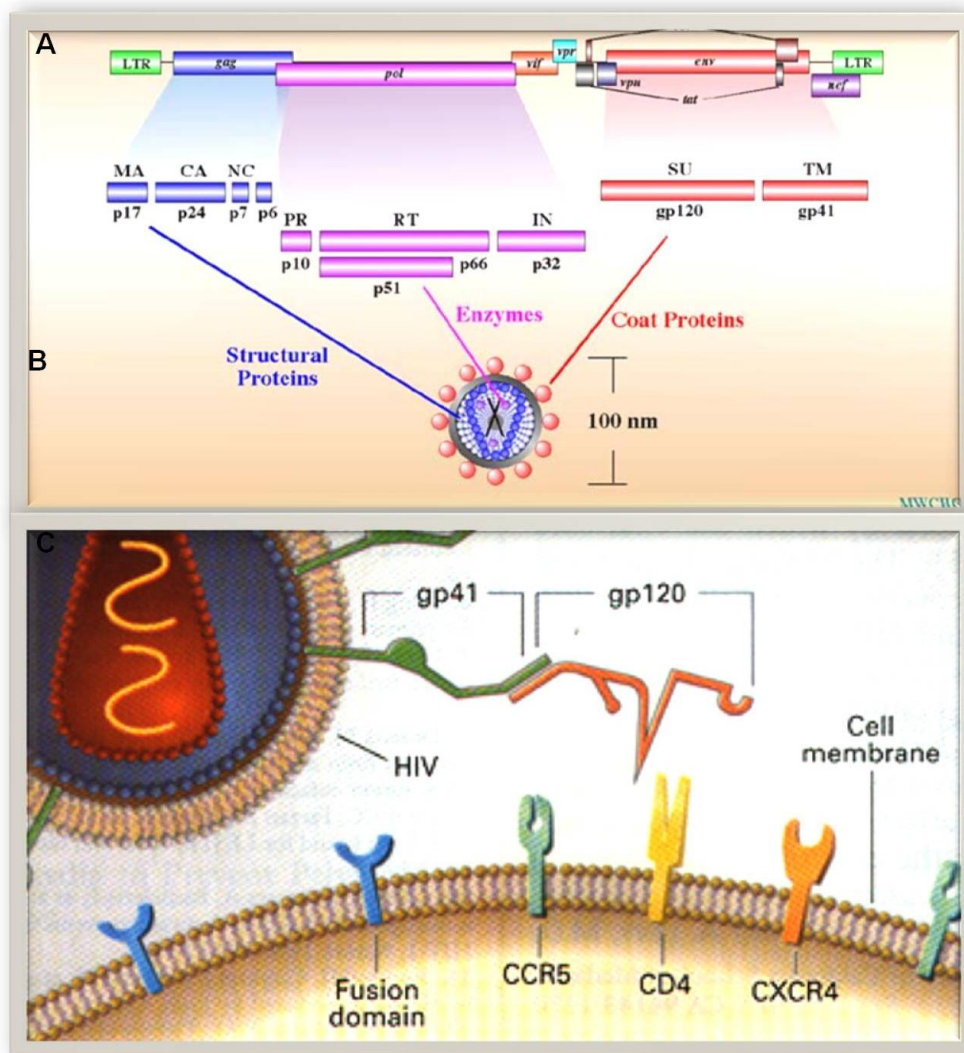 A
LTR
gag
pol
vif
vpr
vpu
env
tat
nef
LTR
MA
CA
NC
p17
p24
p7
p6
SU
TM
gp120
gp41
PR
RT
IN
p10
p66
p32
p51
Enzymes
Coat Proteins
Structural
Proteins
B
100 nm
C
gp41
gp120
HIV
Cell
membrane
Fusion
domain
CCR5
CD4
CXCR4